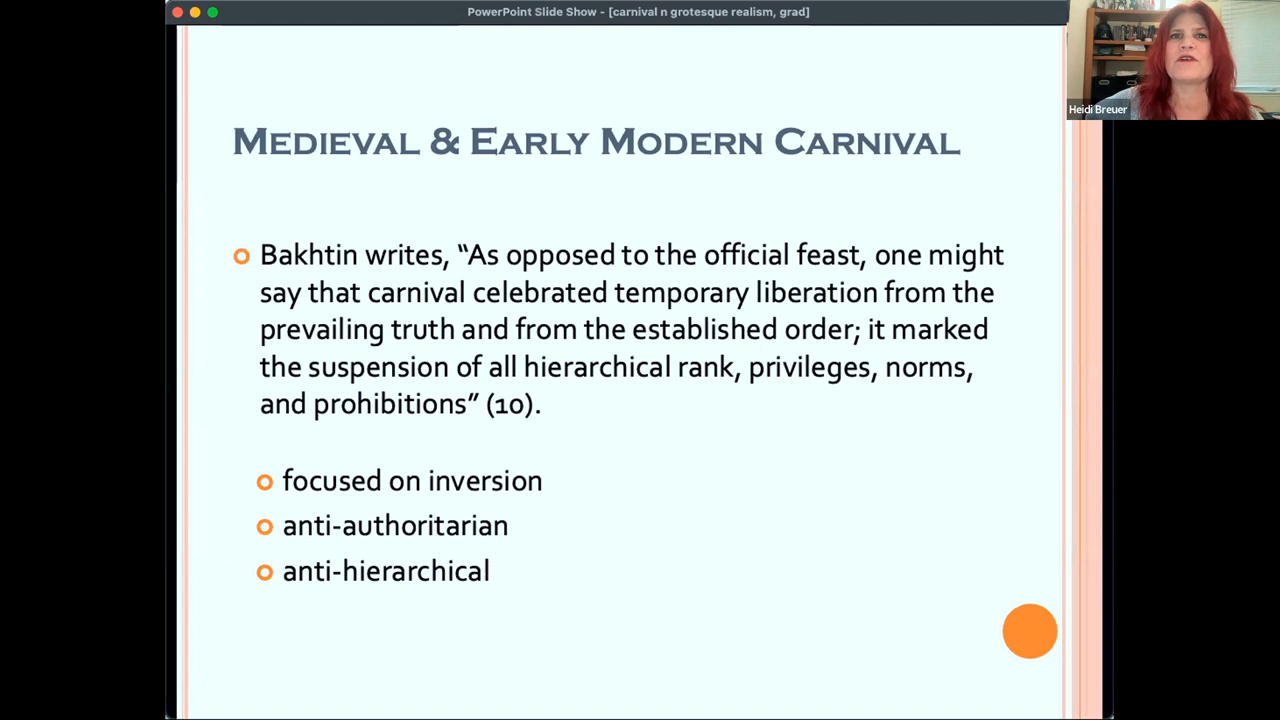 PowerPoint Slide Show - [carnival n grotesque realism, grad]
Heidi Breuer
Medieval & Early Modern Carnival
Bakhtin writes, “As opposed to the official feast, one might
say that carnival celebrated temporary liberation from the
prevailing truth and from the established order; it marked
the suspension of all hierarchical rank, privileges, norms,
and prohibitions” (10).
focused on inversion
anti-authoritarian
anti-hierarchical